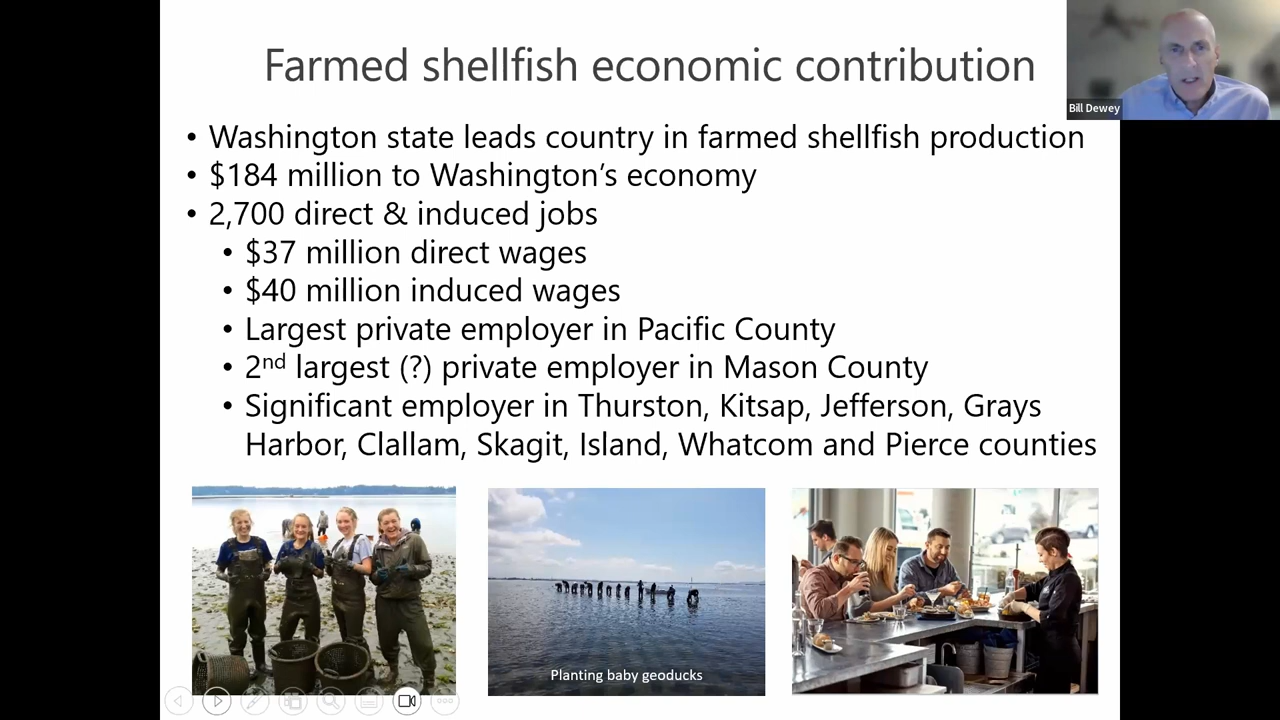 Farmed shellfish economic contribution
Bill Dewey
• Washington state leads country in farmed shellfish production
• $184 million to Washington's economy
• 2,700 direct & induced jobs
• $37 million direct wages
• $40 million induced wages
• Largest private employer in Pacific County
• 2nd largest (?) private employer in Mason County
• Significant employer in Thurston, Kitsap, Jefferson, Grays
Harbor, Clallam, Skagit, Island, Whatcom and Pierce counties
Planting baby geoducks